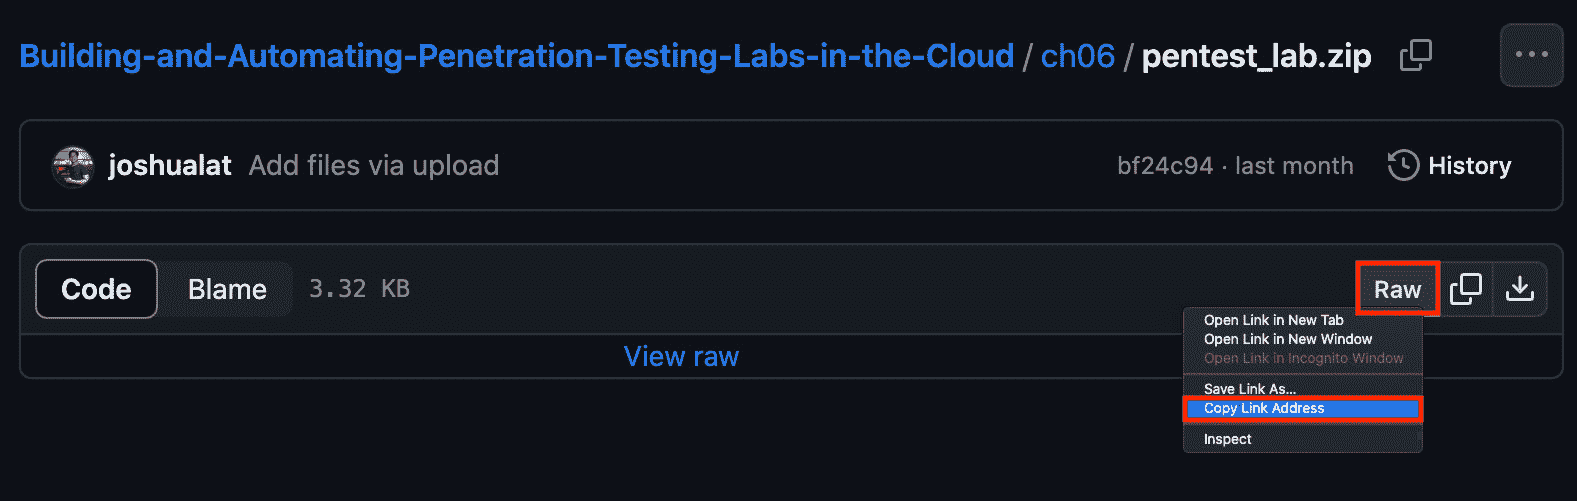 Building-and-Automating-Penetration-Testing-Labs-in-the-Cloud / ch06 / pentest_lab.zip
joshualat Add files via upload bf24c94 · last month History
Code Blame 3.32 KB Raw
Open Link in New Tab
Open Link in New Window
Open Link in Incognito Window
View raw
Save Link As...
Copy Link Address
Inspect